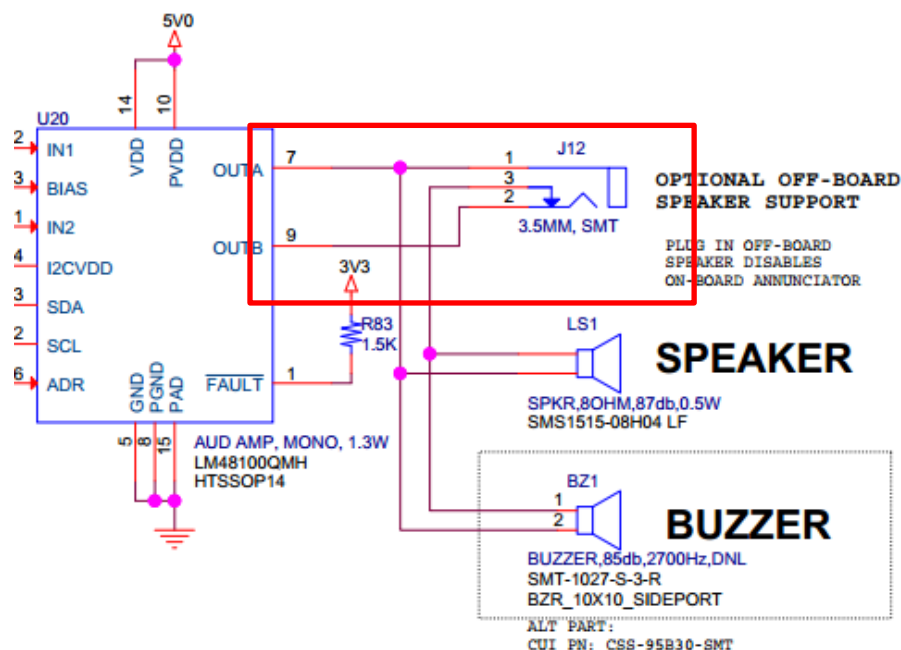 5V0
14
10
U20
2
IN1
VDD
PVDD
OUTA
7
1
J12
3
BIAS
3
OPTIONAL OFF-BOARD
SPEAKER SUPPORT
2
1
IN2
3.5MM, SMT
OUTB
9
PLUG IN OFF-BOARD
SPEAKER DISABLES
ON-BOARD ANNUNCIATOR
4
I2CVDD
3V3
3
SDA
R83
1.5K
LS1
2
SCL
SPEAKER
6
ADR
GND
PGND
PAD
FAULT
1
SPKR,8OHM,87db,0.5W
SMS1515-08H04 LF
5
8
15
AUD AMP, MONO, 1.3W
LM48100QMH
HTSSOP14
BZ1
1
2
BUZZER
BUZZER,85db,2700Hz,DNL
SMT-1027-S-3-R
BZR_10X10_SIDEPORT
ALT PART:
CUI PN: CSS-95B30-SMT